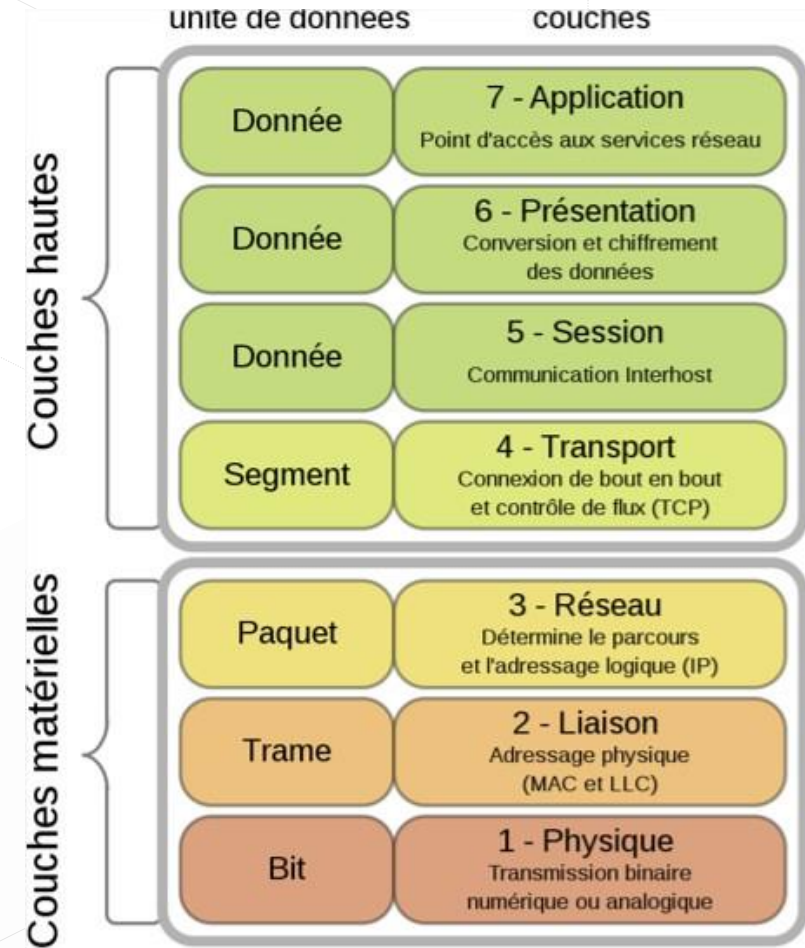 unité de données couches
Couches hautes
Donnée
7 - Application
Point d'accès aux services réseau
Donnée
6 - Présentation
Conversion et chiffrement
des données
Donnée
5 - Session
Communication Interhost
Segment
4 - Transport
Connexion de bout en bout
et contrôle de flux (TCP)
Couches matérielles
Paquet
3 - Réseau
Détermine le parcours
et l'adressage logique (IP)
Trame
2 - Liaison
Adressage physique
(MAC et LLC)
Bit
1 - Physique
Transmission binaire
numérique ou analogique